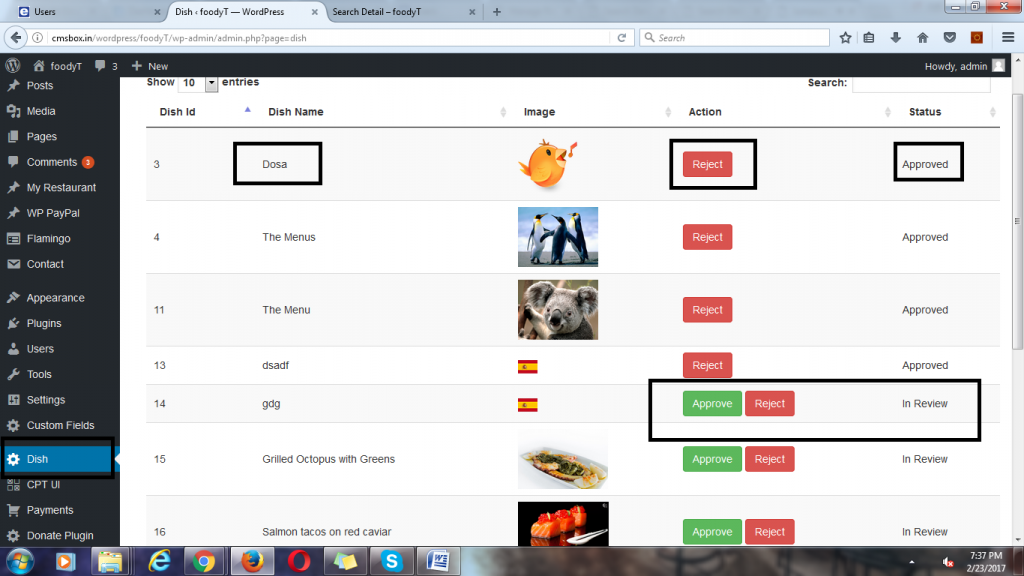 Users
Dish ‹ foodyT — WordPress
Search Detail – foodyT
cmsbox.in/wordpress/foodyT/wp-admin/admin.php?page=dish
Search
foodyT
3
New
Howdy, admin
Posts
Media
Pages
Comments 3
My Restaurant
WP PayPal
Flamingo
Contact
Appearance
Plugins
Users
Tools
Settings
Custom Fields
Dish
CPT UI
Payments
Donate Plugin
Show 10 entries
Search:
Dish Id Dish Name Image Action Status
3 Dosa Reject Approved
4 The Menus Reject Approved
11 The Menu Reject Approved
13 dsadf Reject Approved
14 gdg Approve Reject In Review
15 Grilled Octopus with Greens Approve Reject In Review
16 Salmon tacos on red caviar Approve Reject In Review
7:37 PM
2/23/2017